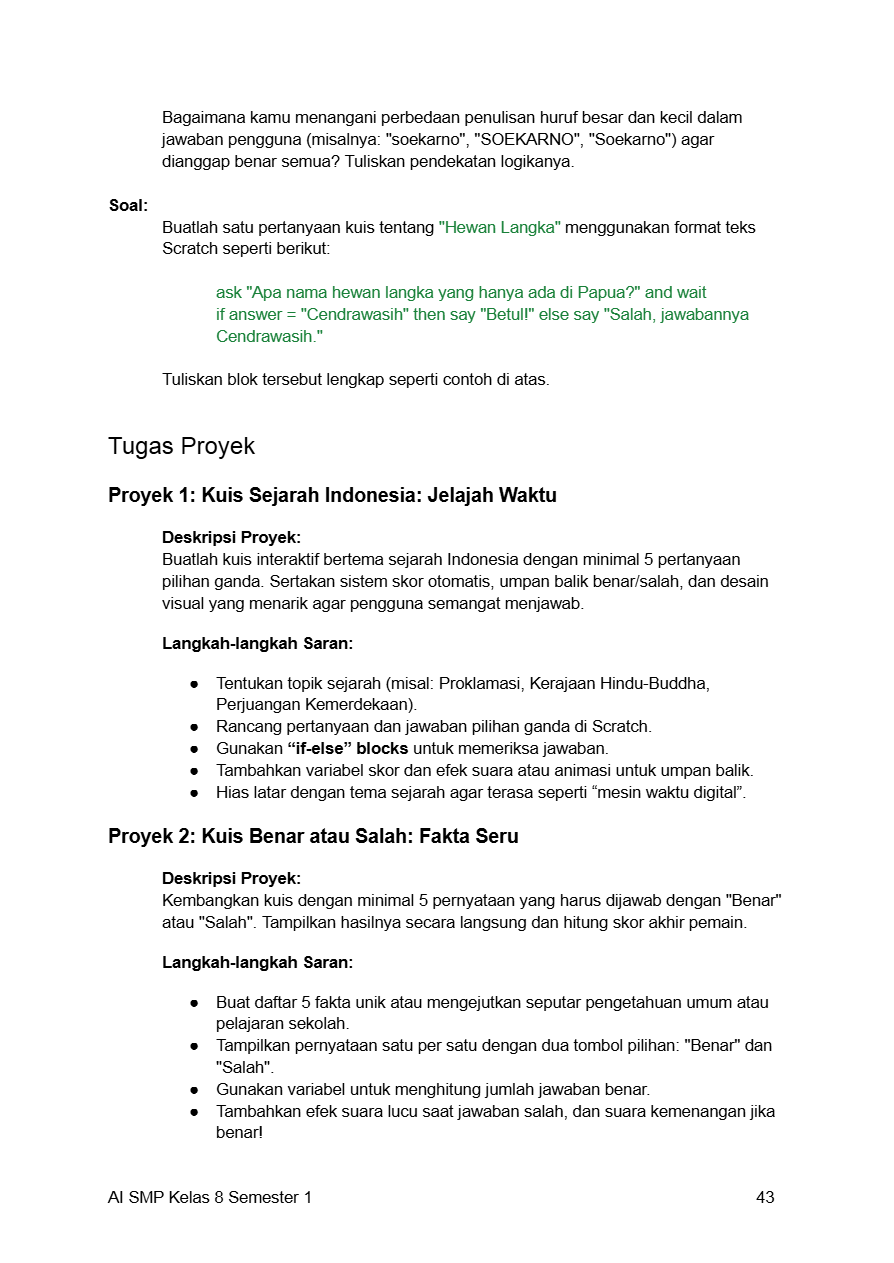 Bagaimana kamu menangani perbedaan penulisan huruf besar dan kecil dalam
jawaban pengguna (misalnya: "soekarno", "SOEKARNO", "Soekarno") agar
dianggap benar semua? Tuliskan pendekatan logikanya.
Soal:
Buatlah satu pertanyaan kuis tentang "Hewan Langka" menggunakan format teks
Scratch seperti berikut:
ask "Apa nama hewan langka yang hanya ada di Papua?" and wait
if answer = "Cendrawasih" then say "Betul!" else say "Salah, jawabannya
Cendrawasih."
Tuliskan blok tersebut lengkap seperti contoh di atas.
Tugas Proyek
Proyek 1: Kuis Sejarah Indonesia: Jelajah Waktu
Deskripsi Proyek:
Buatlah kuis interaktif bertema sejarah Indonesia dengan minimal 5 pertanyaan
pilihan ganda. Sertakan sistem skor otomatis, umpan balik benar/salah, dan desain
visual yang menarik agar pengguna semangat menjawab.
Langkah-langkah Saran:
● Tentukan topik sejarah (misal: Proklamasi, Kerajaan Hindu-Buddha,
Perjuangan Kemerdekaan).
● Rancang pertanyaan dan jawaban pilihan ganda di Scratch.
● Gunakan “if-else” blocks untuk memeriksa jawaban.
● Tambahkan variabel skor dan efek suara atau animasi untuk umpan balik.
● Hias latar dengan tema sejarah agar terasa seperti “mesin waktu digital”.
Proyek 2: Kuis Benar atau Salah: Fakta Seru
Deskripsi Proyek:
Kembangkan kuis dengan minimal 5 pernyataan yang harus dijawab dengan "Benar"
atau "Salah". Tampilkan hasilnya secara langsung dan hitung skor akhir pemain.
Langkah-langkah Saran:
● Buat daftar 5 fakta unik atau mengejutkan seputar pengetahuan umum atau
pelajaran sekolah.
● Tampilkan pernyataan satu per satu dengan dua tombol pilihan: "Benar" dan
"Salah".
● Gunakan variabel untuk menghitung jumlah jawaban benar.
● Tambahkan efek suara lucu saat jawaban salah, dan suara kemenangan jika
benar!
AI SMP Kelas 8 Semester 1 43